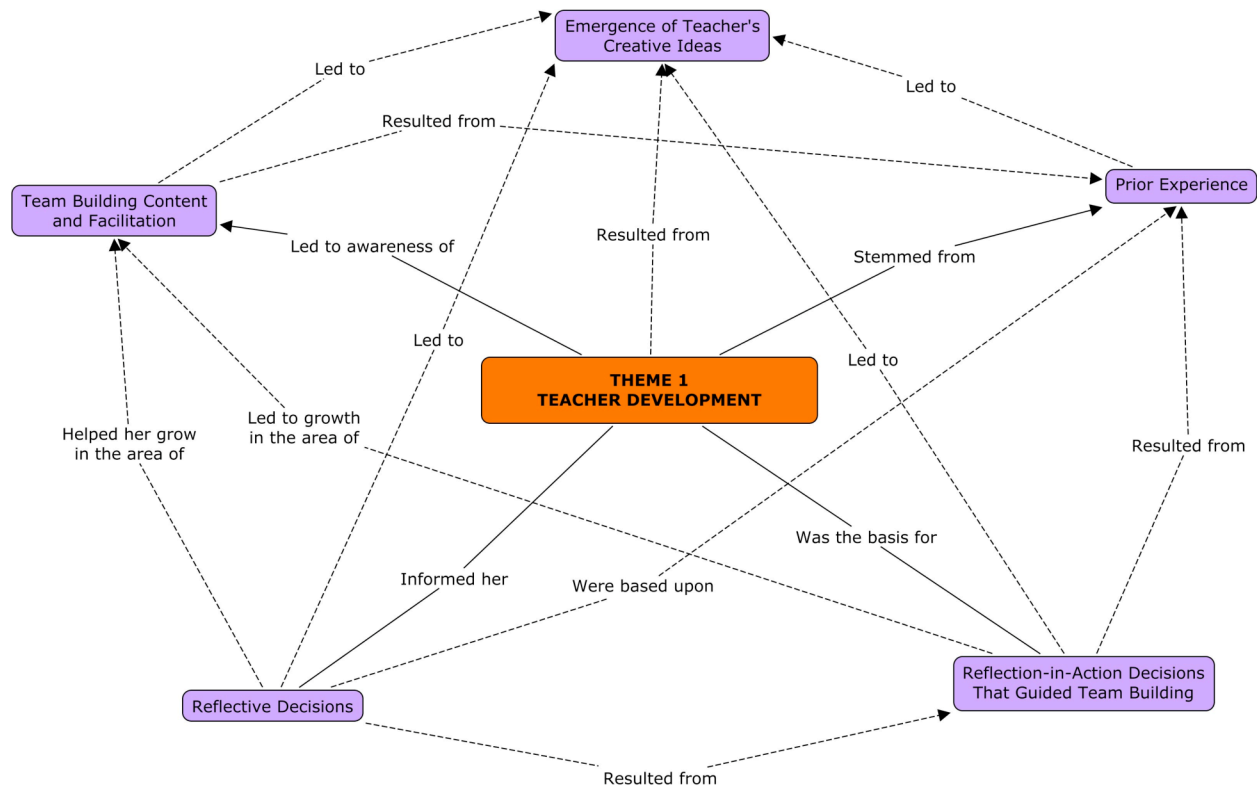 Emergence of Teacher's
Creative Ideas
Led to
Led to
Resulted from
Team Building Content
and Facilitation
Prior Experience
Led to awareness of
Resulted from
Stemmed from
Led to
Led to
THEME 1
TEACHER DEVELOPMENT
Helped her grow
in the area of
Led to growth
in the area of
Resulted from
Was the basis for
Informed her
Were based upon
Reflective Decisions
Reflection-in-Action Decisions
That Guided Team Building
Resulted from